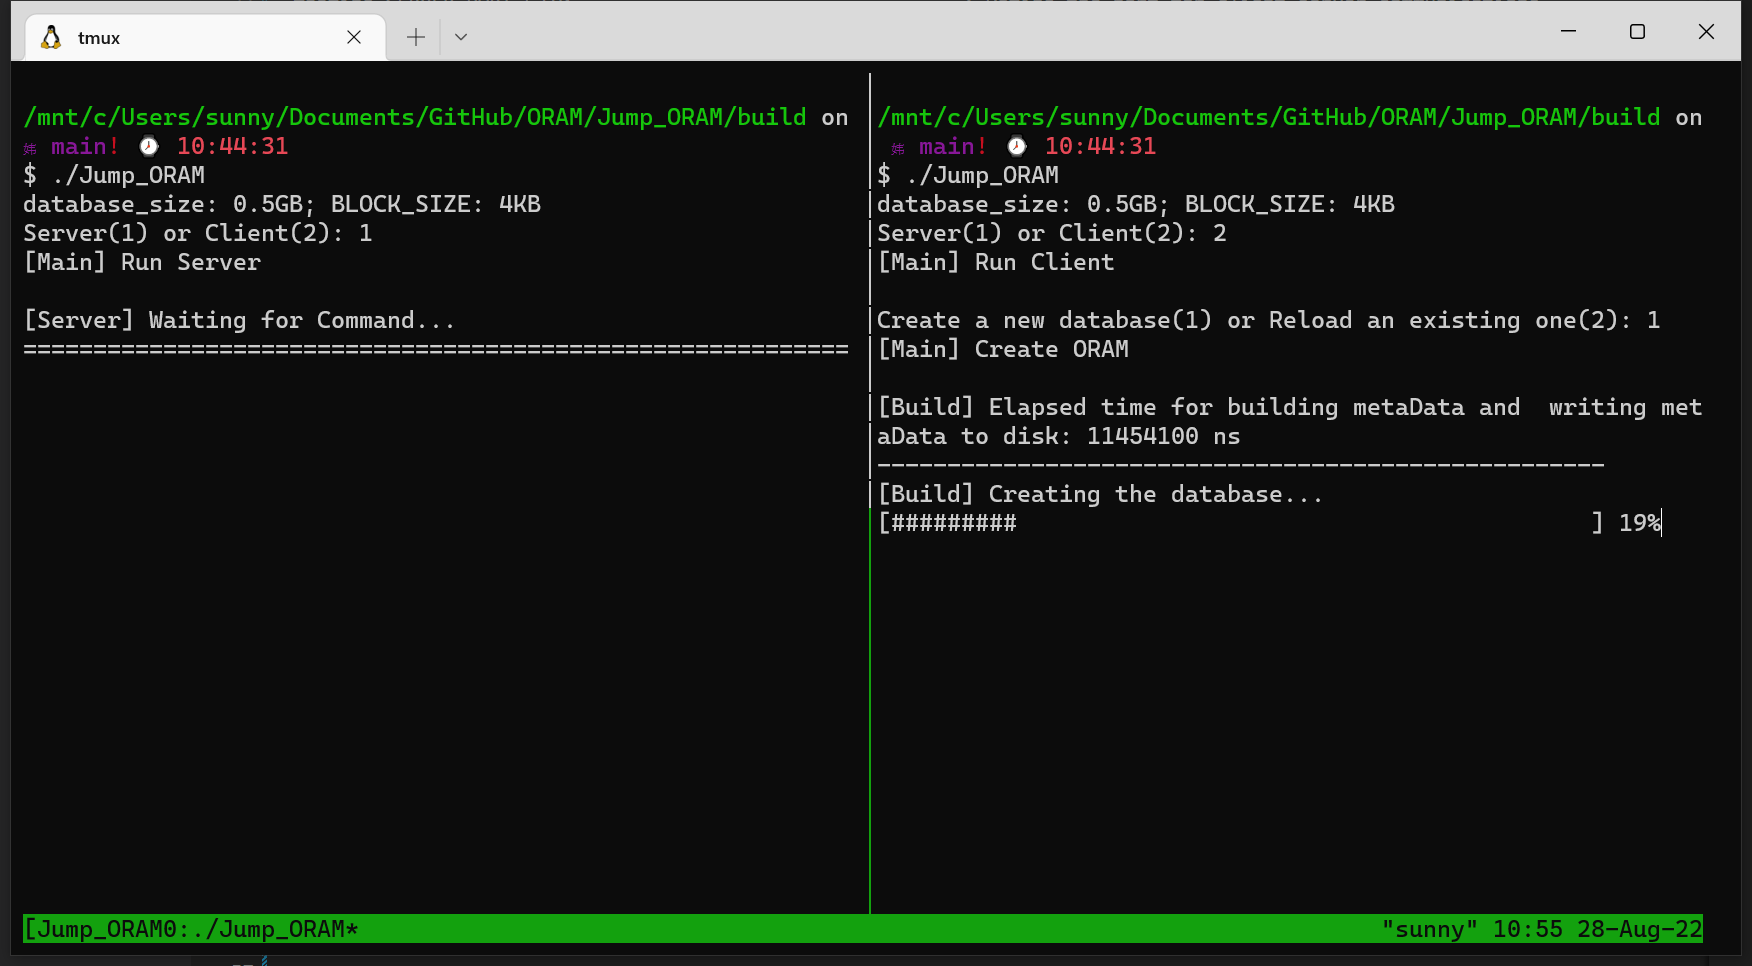 tmux
/mnt/c/Users/sunny/Documents/GitHub/ORAM/Jump_ORAM/build on
main! 10:44:31
$ ./Jump_ORAM
database_size: 0.5GB; BLOCK_SIZE: 4KB
Server(1) or Client(2): 1
[Main] Run Server
[Server] Waiting for Command...
===========================================================
/mnt/c/Users/sunny/Documents/GitHub/ORAM/Jump_ORAM/build on
main! 10:44:31
$ ./Jump_ORAM
database_size: 0.5GB; BLOCK_SIZE: 4KB
Server(1) or Client(2): 2
[Main] Run Client
Create a new database(1) or Reload an existing one(2): 1
[Main] Create ORAM
[Build] Elapsed time for building metaData and  writing met
aData to disk: 11454100 ns
----------------------------------------------------
[Build] Creating the database...
[#########                                         ] 19%
[Jump_ORAM0:./Jump_ORAM*
"sunny" 10:55 28-Aug-22